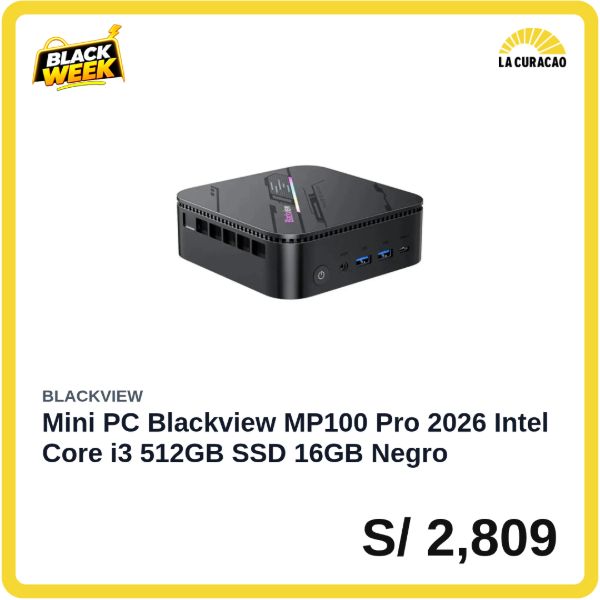 BLACK
WEEK
LA CURACAO
Blackview
BLACKVIEW
Mini PC Blackview MP100 Pro 2026 Intel
Core i3 512GB SSD 16GB Negro
S/ 2,809